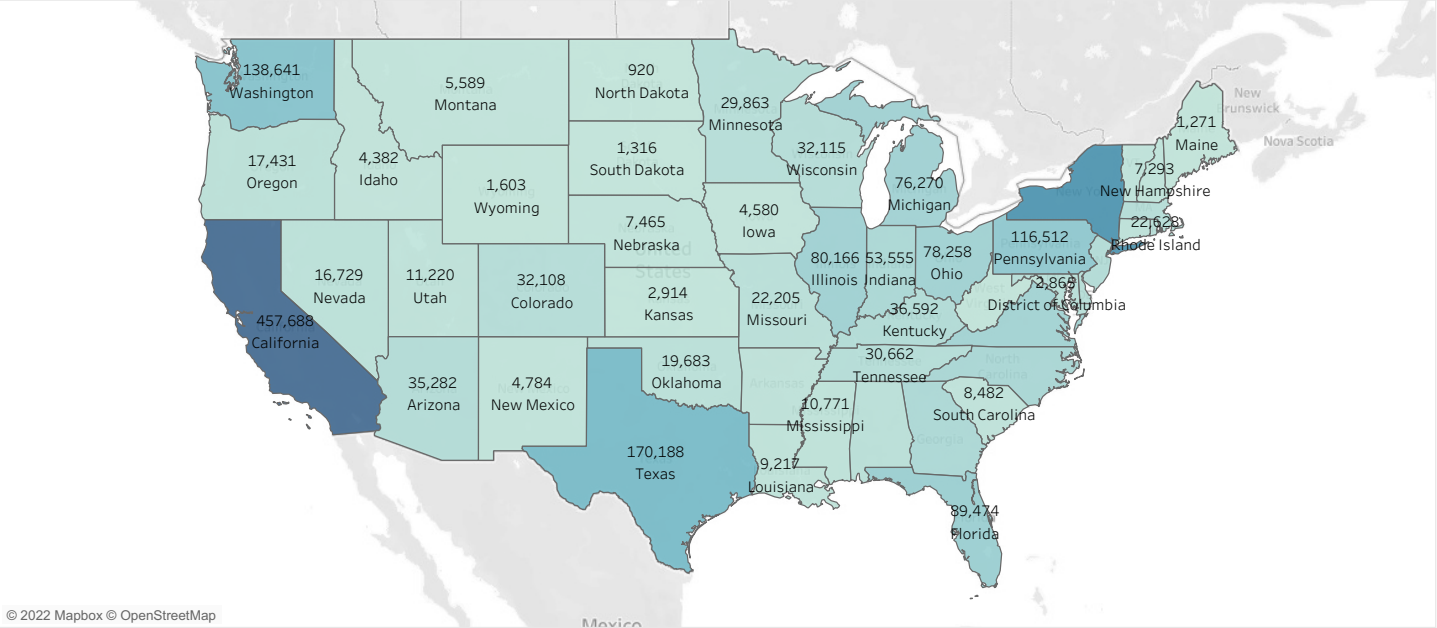 138,641
Washington
5,589
Montana
920
North Dakota
29,863
Minnesota
17,431
Oregon
4,382
Idaho
1,603
Wyoming
1,316
South Dakota
32,115
Wisconsin
76,270
Michigan
New
Brunswick
Nova Scotia
1,271
Maine
7,293
New Hampshire
22,628
Rhode Island
457,688
California
16,729
Nevada
11,220
Utah
32,108
Colorado
7,465
Nebraska
United
States
2,914
Kansas
4,580
Iowa
22,205
Missouri
80,166
Illinois
53,555
Indiana
78,258
Ohio
116,512
Pennsylvania
2,865
District of Columbia
36,592
Kentucky
30,662
Tennessee
North
Carolina
8,482
South Carolina
Georgia
35,282
Arizona
4,784
New Mexico
19,683
Oklahoma
Arkansas
10,771
Mississippi
170,188
Texas
9,217
Louisiana
89,474
Florida
Mexico
© 2022 Mapbox © OpenStreetMap